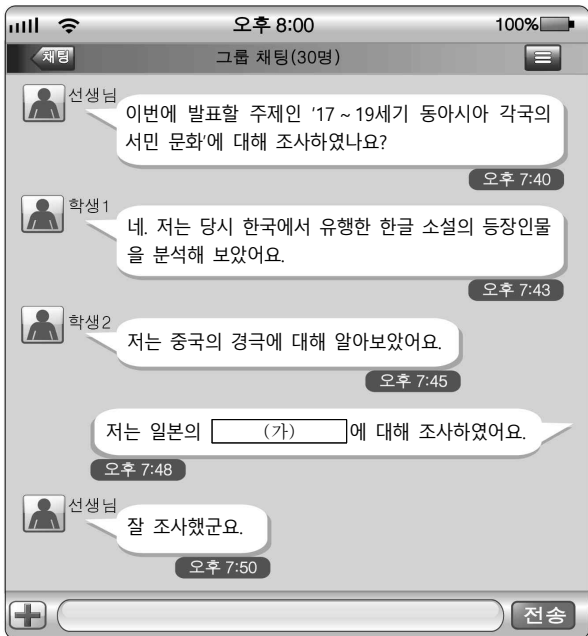 오후 8:00
100%
채팅
그룹 채팅(30명)
선생님
이번에 발표할 주제인 '17 ~ 19세기 동아시아 각국의
서민 문화'에 대해 조사하였나요?
오후 7:40
학생1
네. 저는 당시 한국에서 유행한 한글 소설의 등장인물
을 분석해 보았어요.
오후 7:43
학생2
저는 중국의 경극에 대해 알아보았어요.
오후 7:45
저는 일본의 (가)에 대해 조사하였어요.
오후 7:48
선생님
잘 조사했군요.
오후 7:50
전송